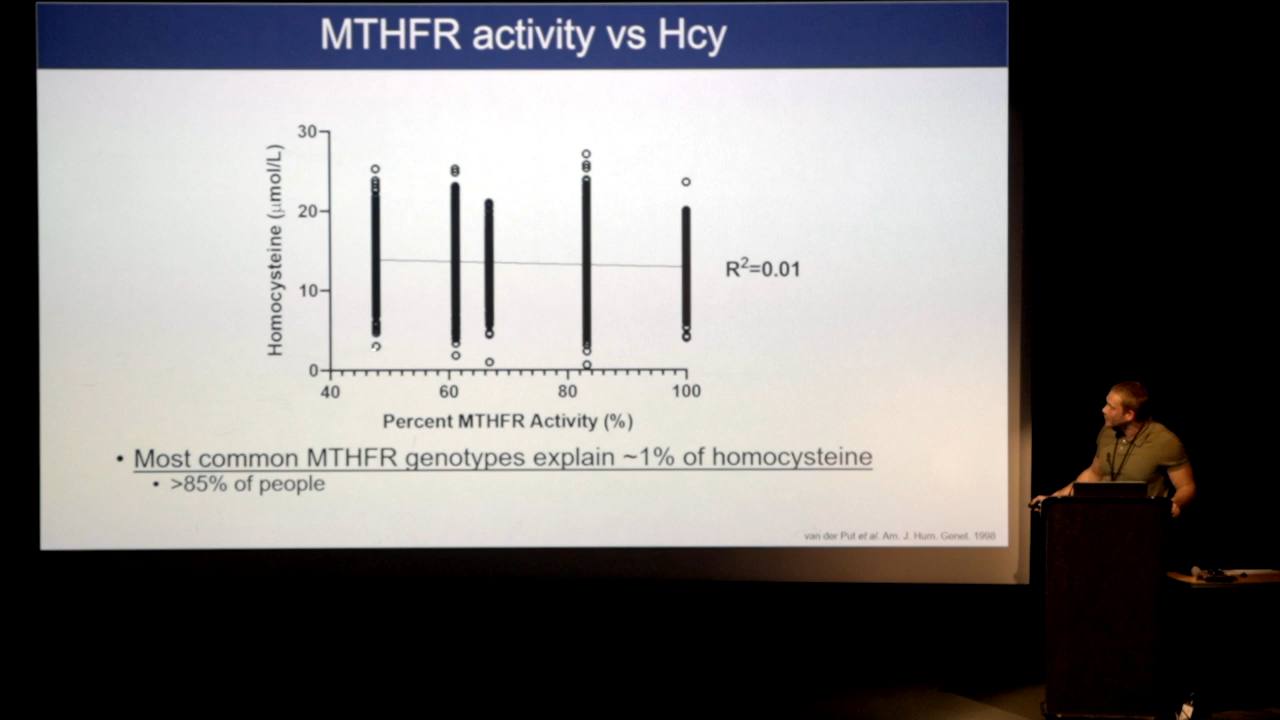 MTHFR activity vs Hcy
30
20
10
0
Homocysteine (μmol/L)
40 60 80 100
Percent MTHFR Activity (%)
R²=0.01
• Most common MTHFR genotypes explain ~1% of homocysteine
• >85% of people
van der Put et al. Am. J. Hum. Genet. 1998